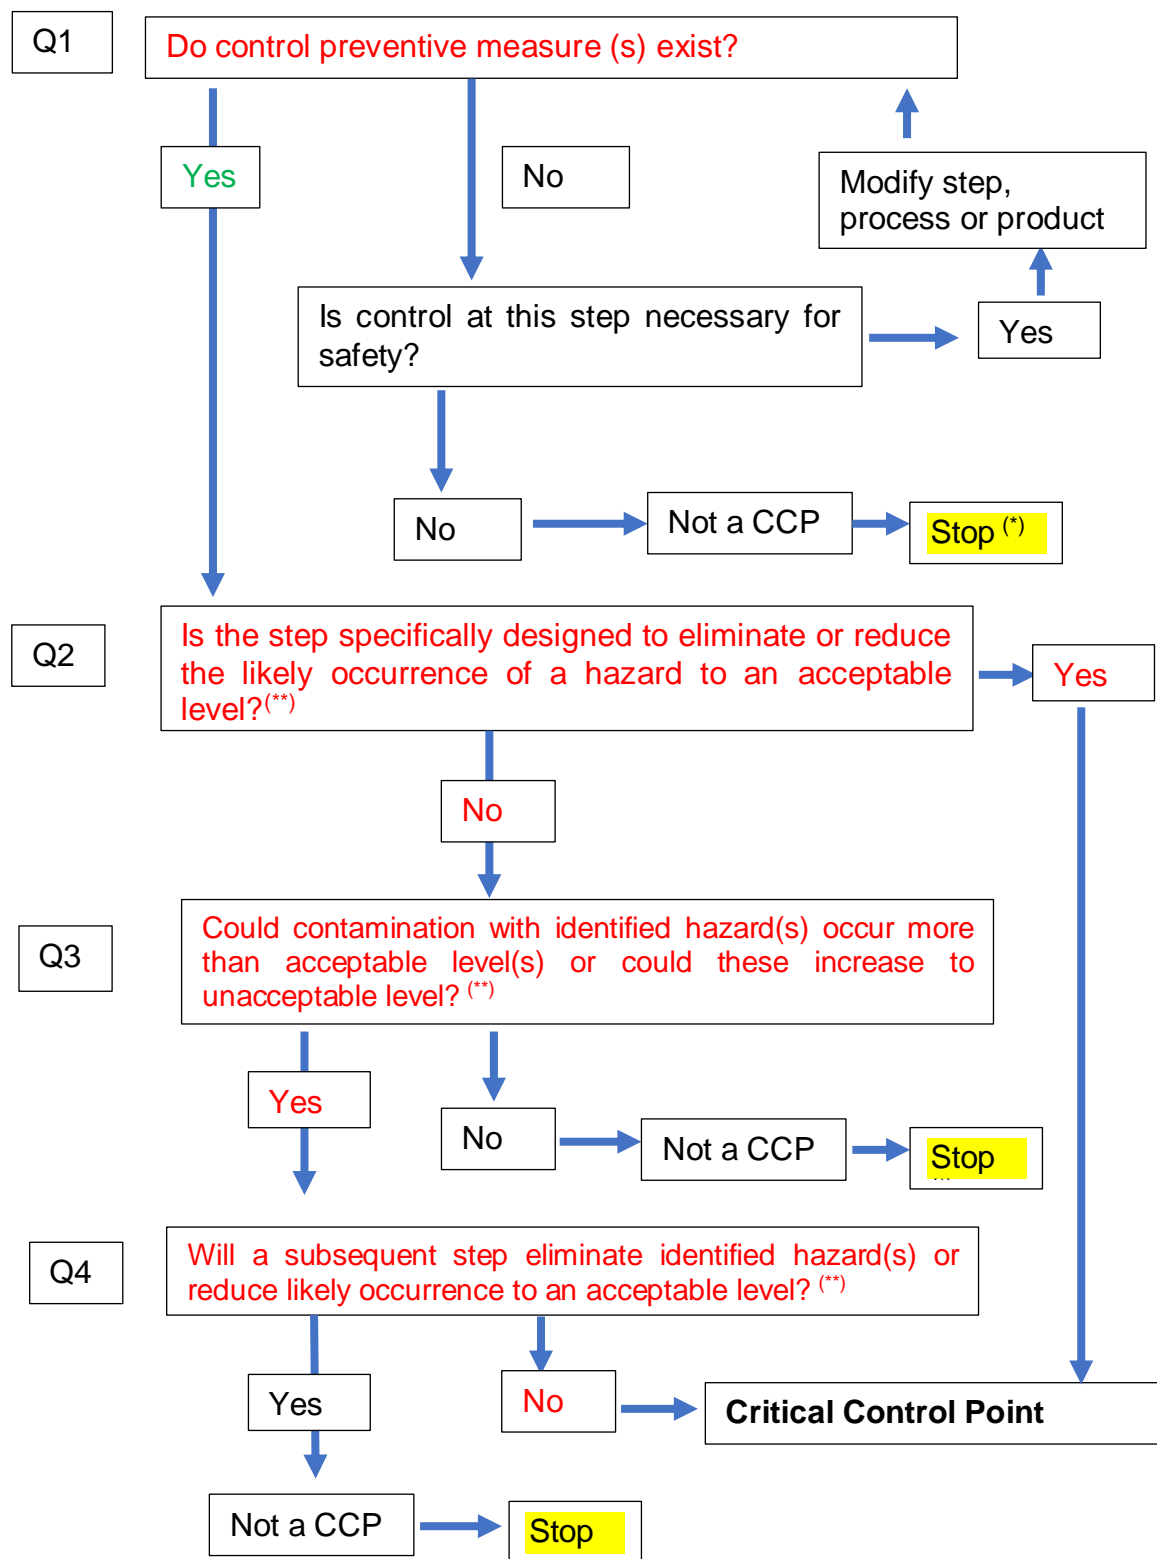 Q1
Do control preventive measure (s) exist?
Yes
No
Modify step,
process or product
Is control at this step necessary for
safety?
Yes
No
Not a CCP
Stop (*)
Q2
Is the step specifically designed to eliminate or reduce
the likely occurrence of a hazard to an acceptable
level?(**)
Yes
No
Q3
Could contamination with identified hazard(s) occur more
than acceptable level(s) or could these increase to
unacceptable level? (**)
Yes
No
Not a CCP
Stop
Q4
Will a subsequent step eliminate identified hazard(s) or
reduce likely occurrence to an acceptable level? (**)
Yes
No
Critical Control Point
Not a CCP
Stop